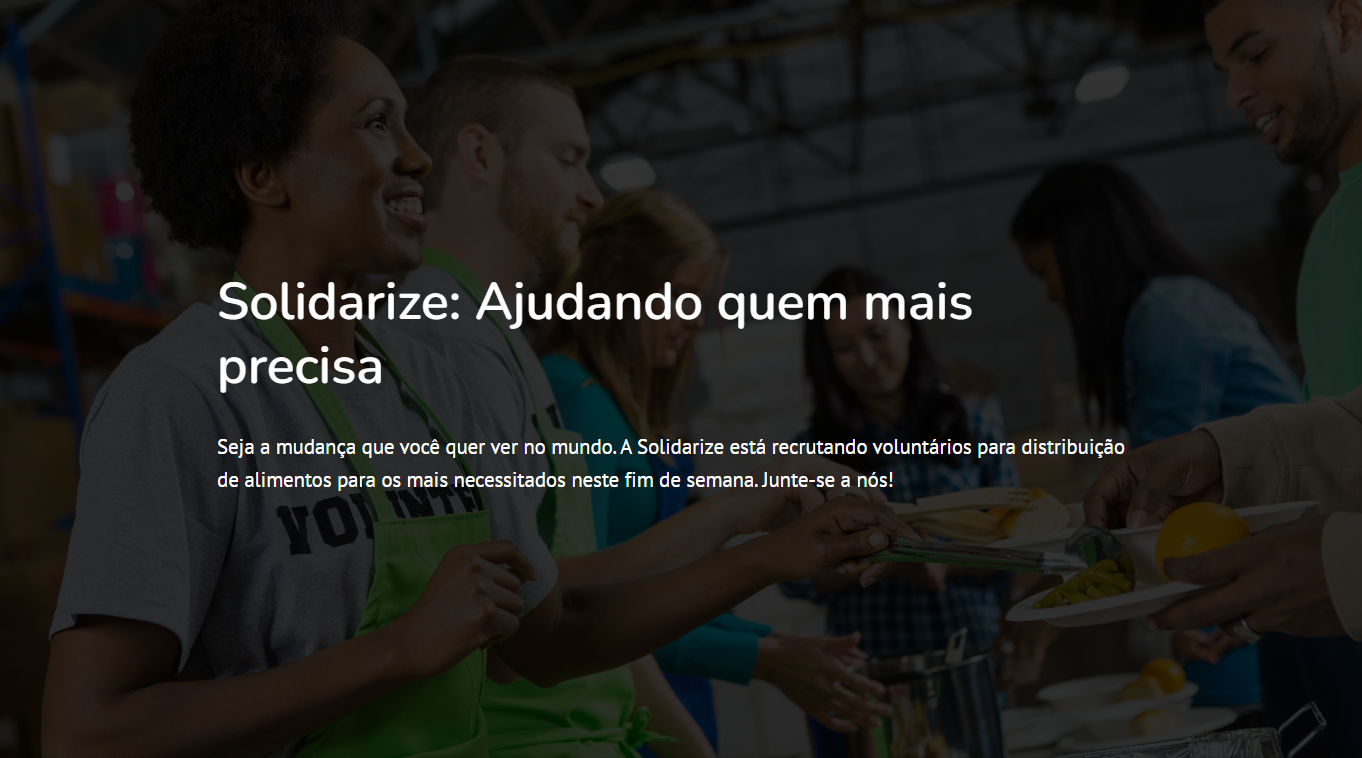 Solidarize: Ajudando quem mais
precisa
Seja a mudança que você quer ver no mundo. A Solidarize está recrutando voluntários para distribuição
de alimentos para os mais necessitados neste fim de semana. Junte-se a nós!